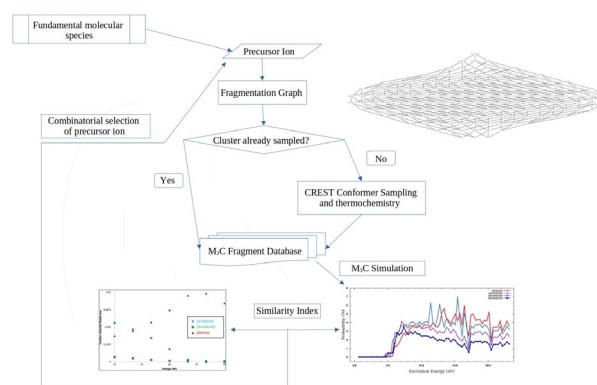 Fundamental molecular
species
Precursor Ion
Fragmentation Graph
Combinatorial selection
of precursor ion
Cluster already sampled?
No
Yes
CREST Conformer Sampling
and thermochemistry
M₃C Fragment Database
M₃C Simulation
Similarity Index
Excitation Energy (eV)